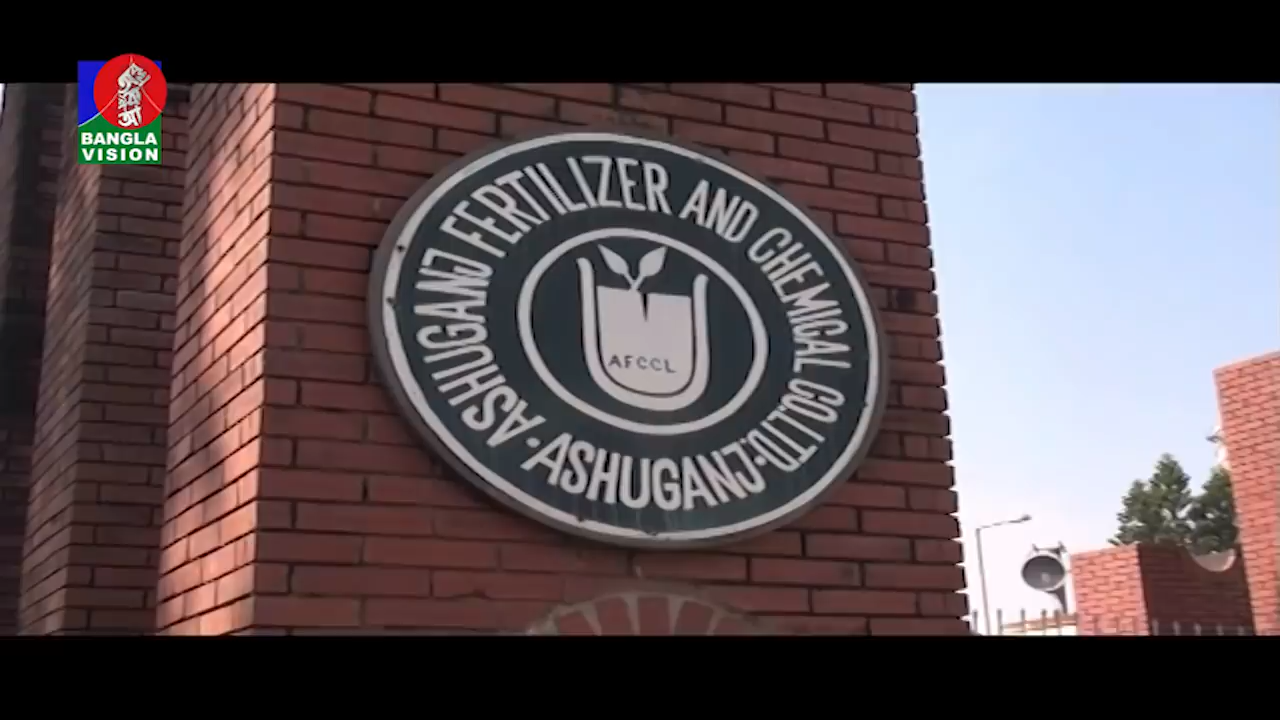 BANGLA
VISION
ASHUGANJ FERTILIZER AND CHEMICAL CO.LTD.
AFCCL
ASHUGANJ